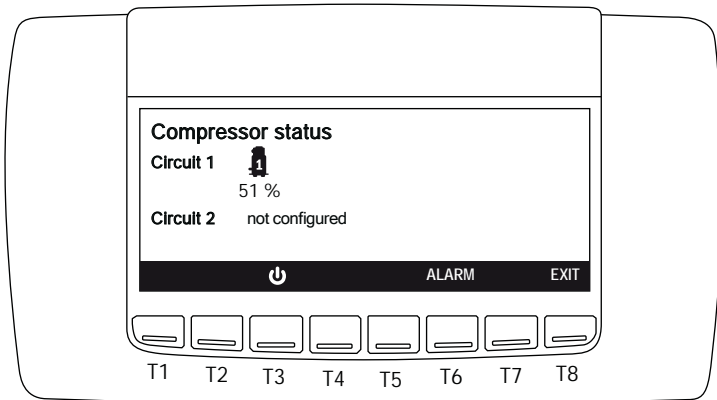 Compressor status
Circuit 1 1
51 %
Circuit 2 not configured
ALARM EXIT
T1 T2 T3 T4 T5 T6 T7 T8